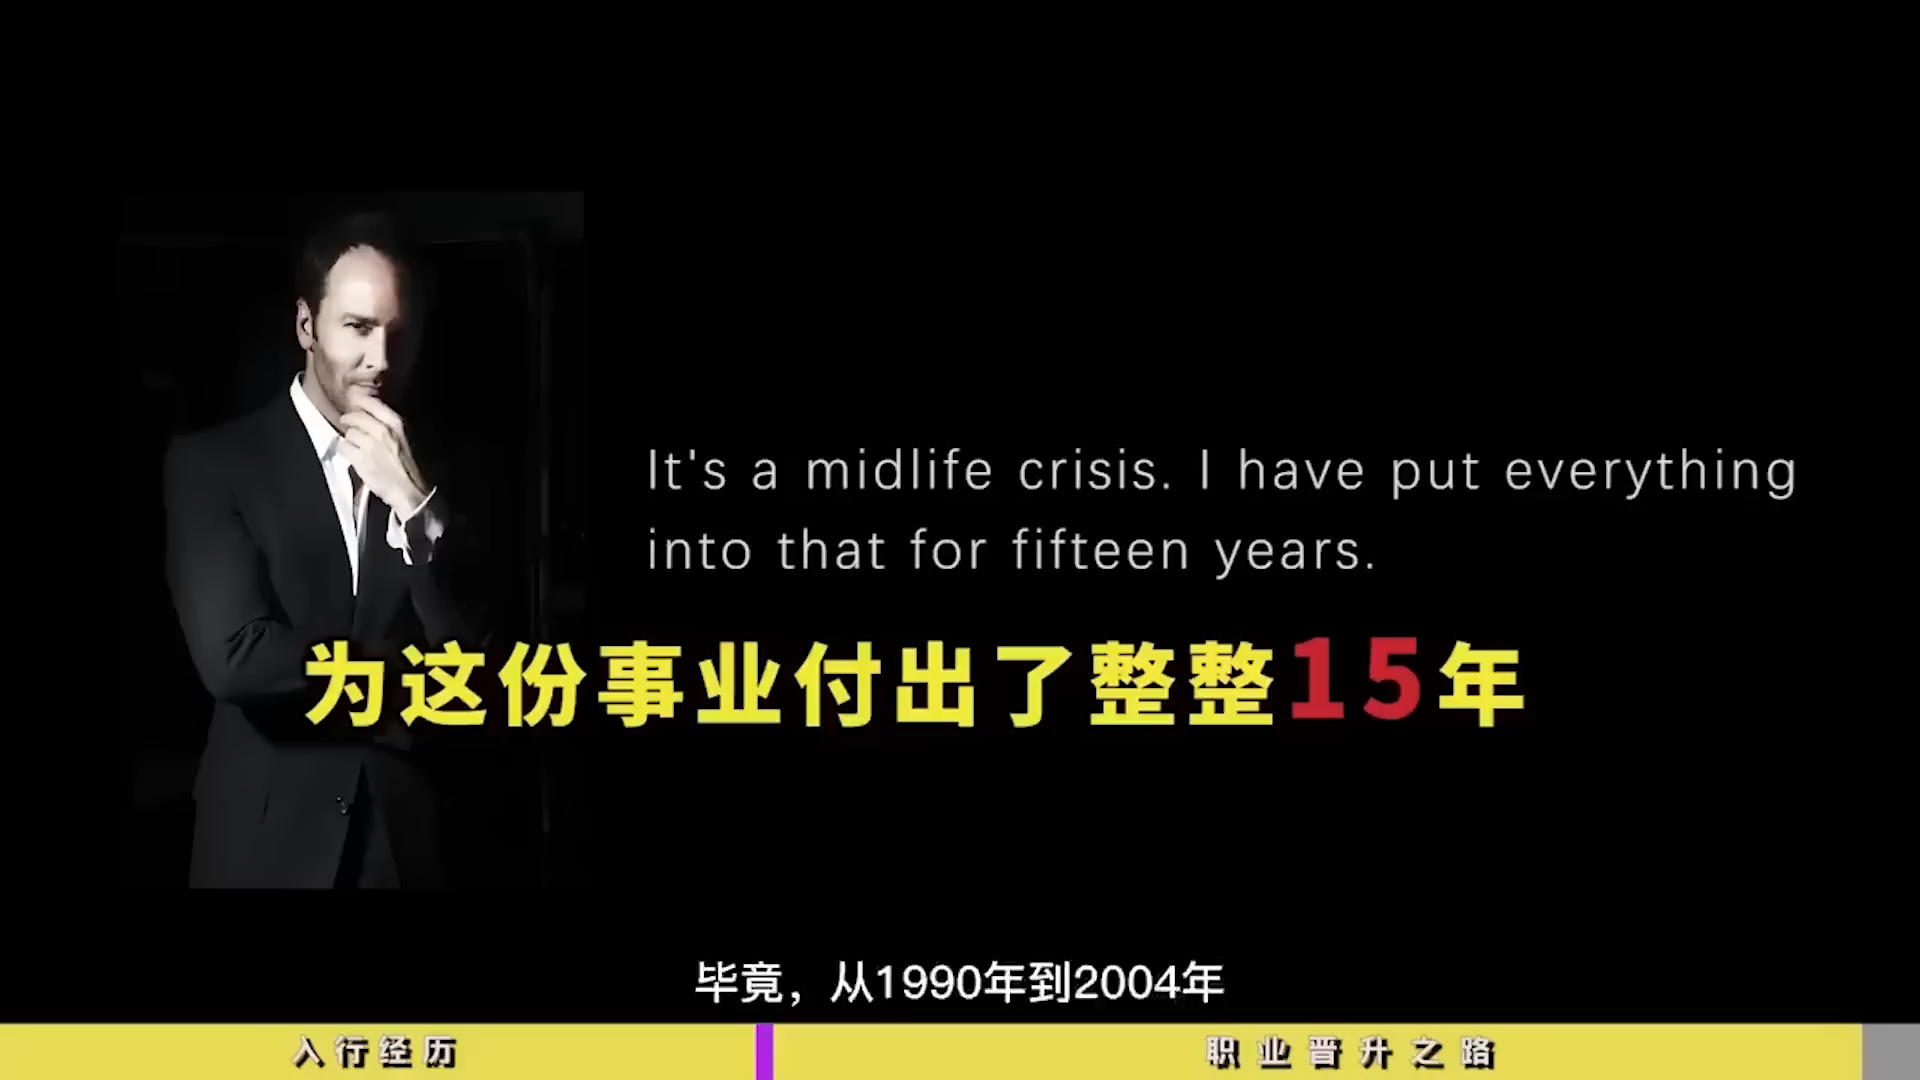 It's a midlife crisis. I have put everything
into that for fifteen years.
为这份事业付出了整整15年
毕竟，从1990年到2004年
入行经历
职业晋升之路